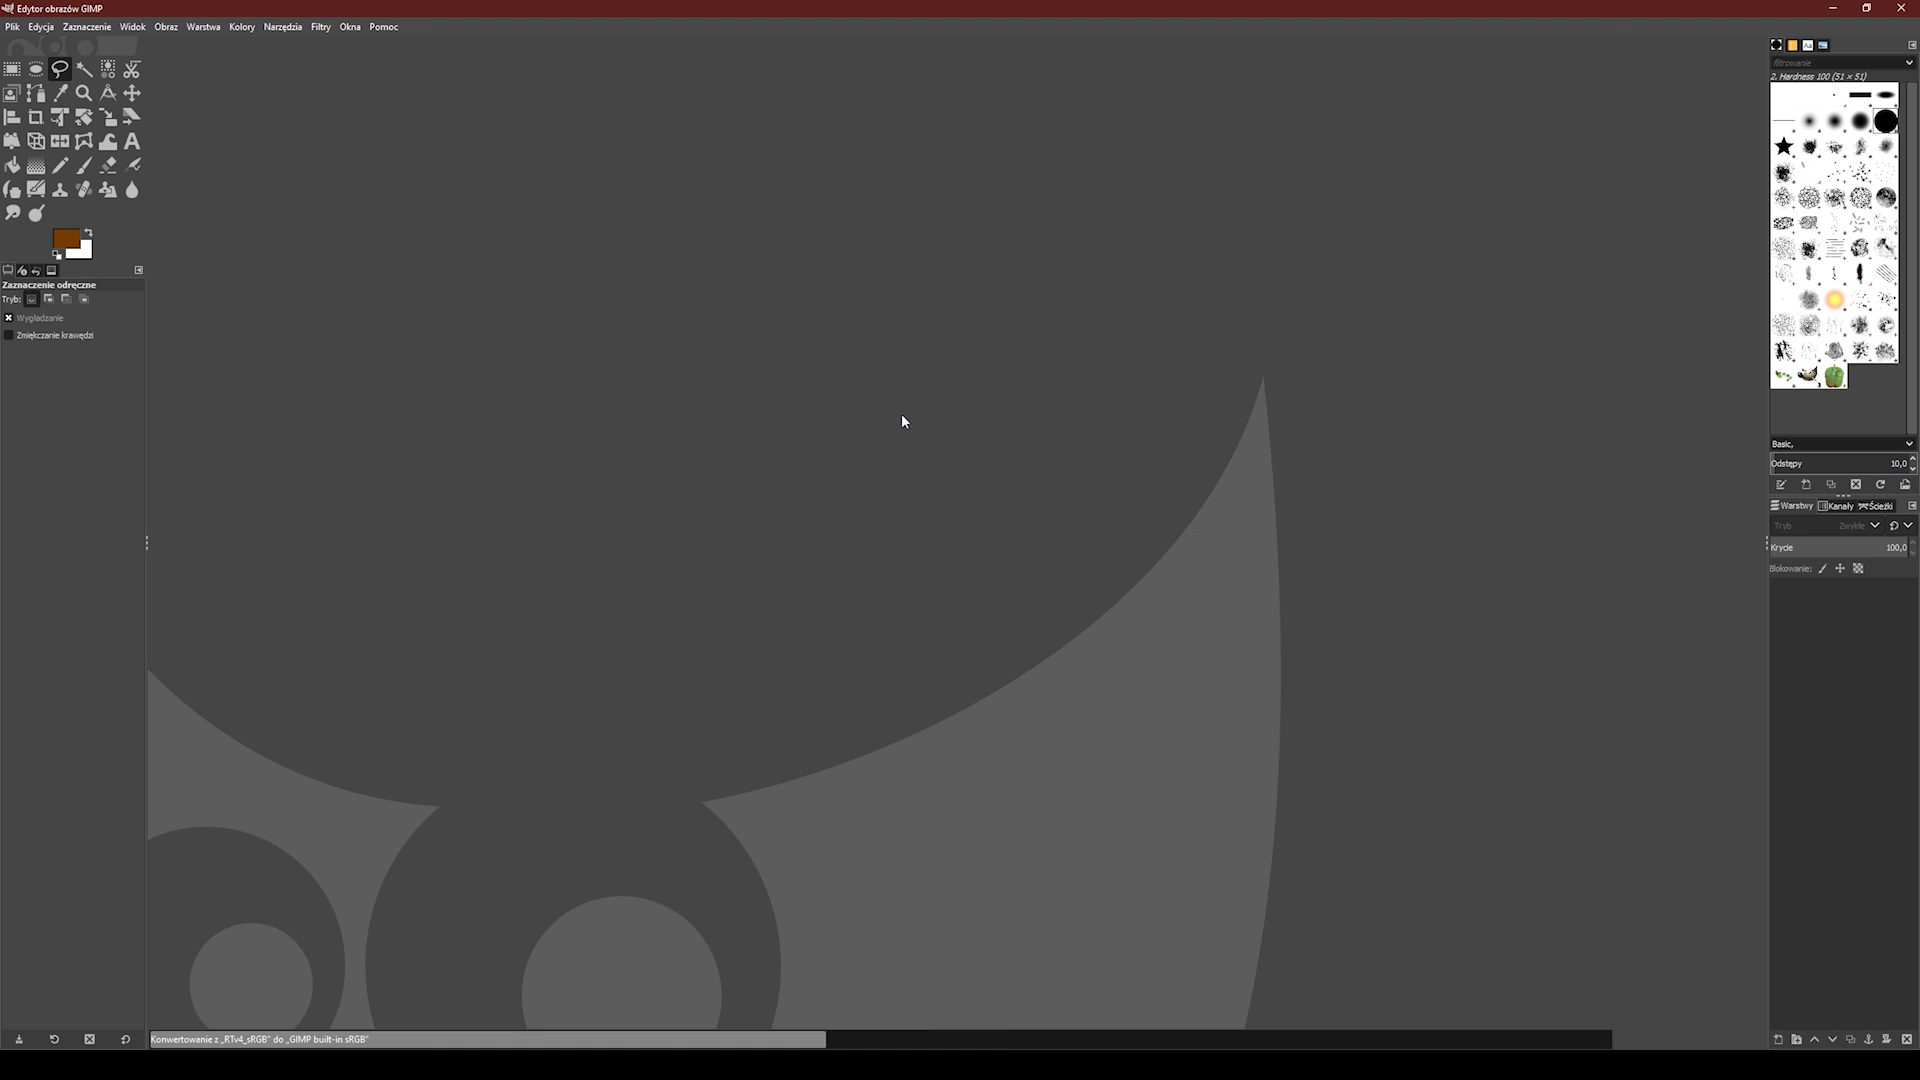 Edytor obrazów GIMP
Plik Edycja Zaznaczenie Widok Obraz Warstwa Kolory Narzędzia Filtry Okna Pomoc
filtrowanie
2. Hardness 100 (51 × 51)
Zaznaczenie odręczne
Tryb:
Wygładzanie
Zmiękczanie krawędzi
Basic,
Odstępy 10,0
Warstwy Kanały Ścieżki
Tryb Zwykłe
Krycie 100,0
Blokowanie:
Konwertowanie z „RTv4_sRGB” do „GIMP built-in sRGB”